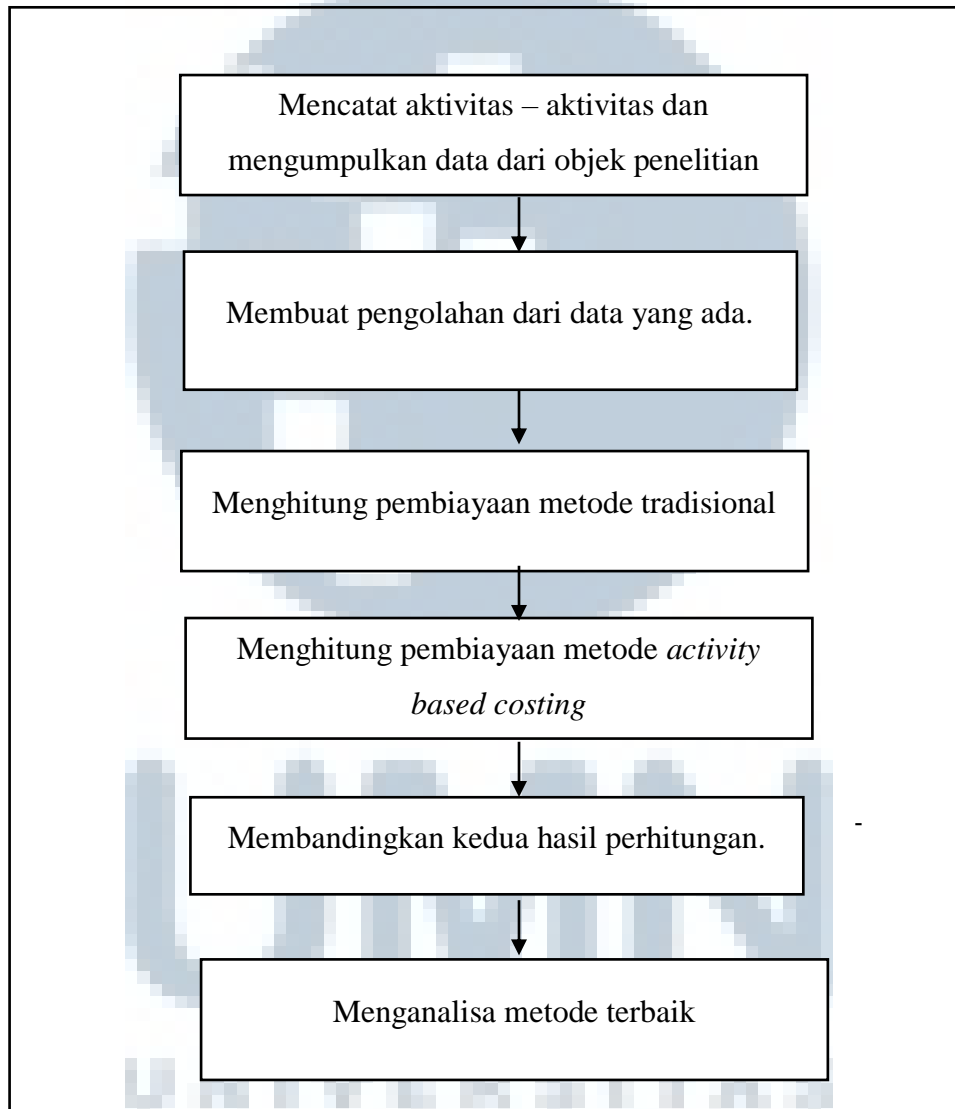 Mencatat aktivitas – aktivitas dan
mengumpulkan data dari objek penelitian
Membuat pengolahan dari data yang ada.
Menghitung pembiayaan metode tradisional
Menghitung pembiayaan metode activity
based costing
Membandingkan kedua hasil perhitungan.
-
Menganalisa metode terbaik
UMN